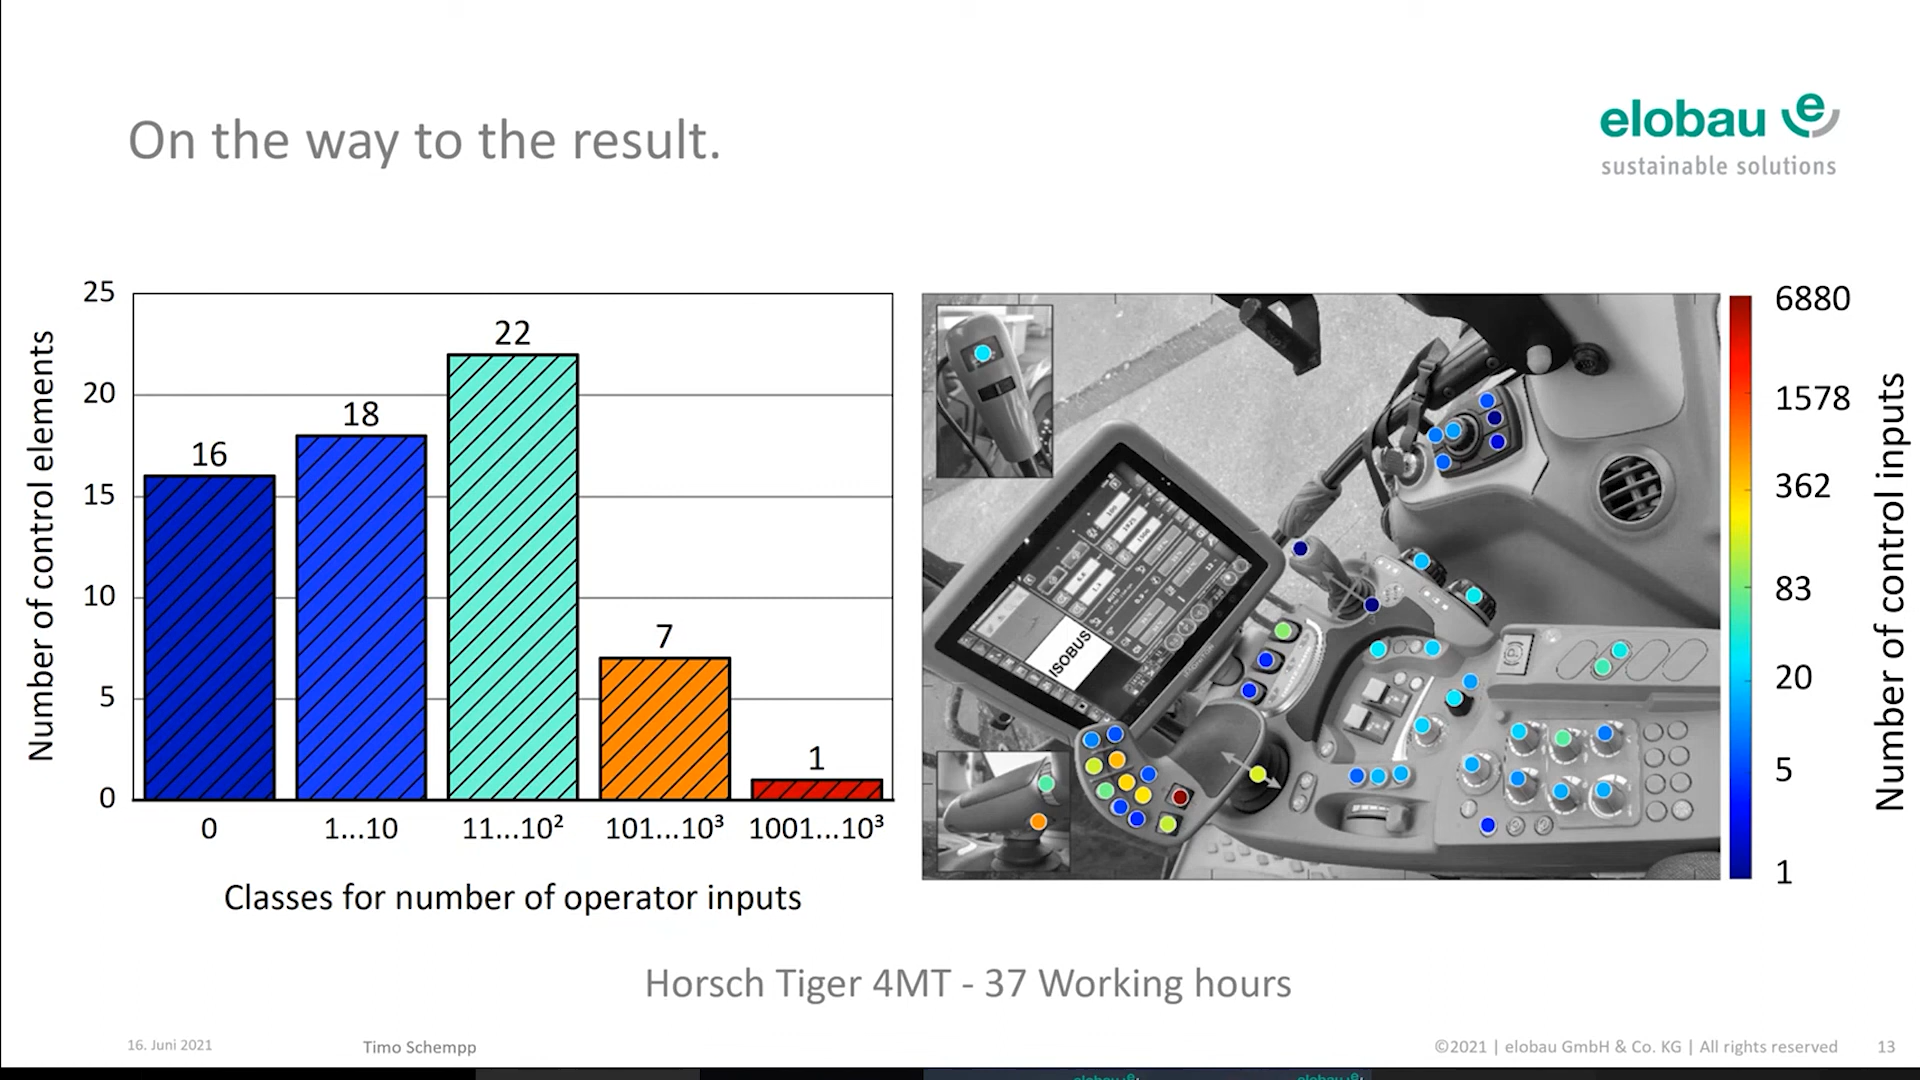 On the way to the result.
elobau e
sustainable solutions
Number of control elements
25
20
15
10
5
0
16
18
22
7
1
0
1...10
11...10²
101...10³
1001...10³
Classes for number of operator inputs
ISOBUS
6880
1578
362
83
20
5
1
Number of control inputs
Horsch Tiger 4MT - 37 Working hours
16. Juni 2021
Timo Schempp
©2021 | elobau GmbH & Co. KG | All rights reserved
13